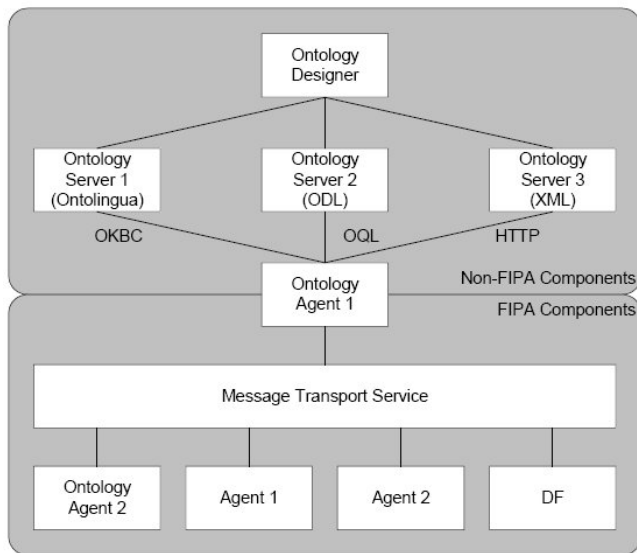 Ontology
Designer
Ontology
Server 1
(Ontolingua)
Ontology
Server 2
(ODL)
Ontology
Server 3
(XML)
OKBC
OQL
HTTP
Ontology
Agent 1
Non-FIPA Components
FIPA Components
Message Transport Service
Ontology
Agent 2
Agent 1
Agent 2
DF